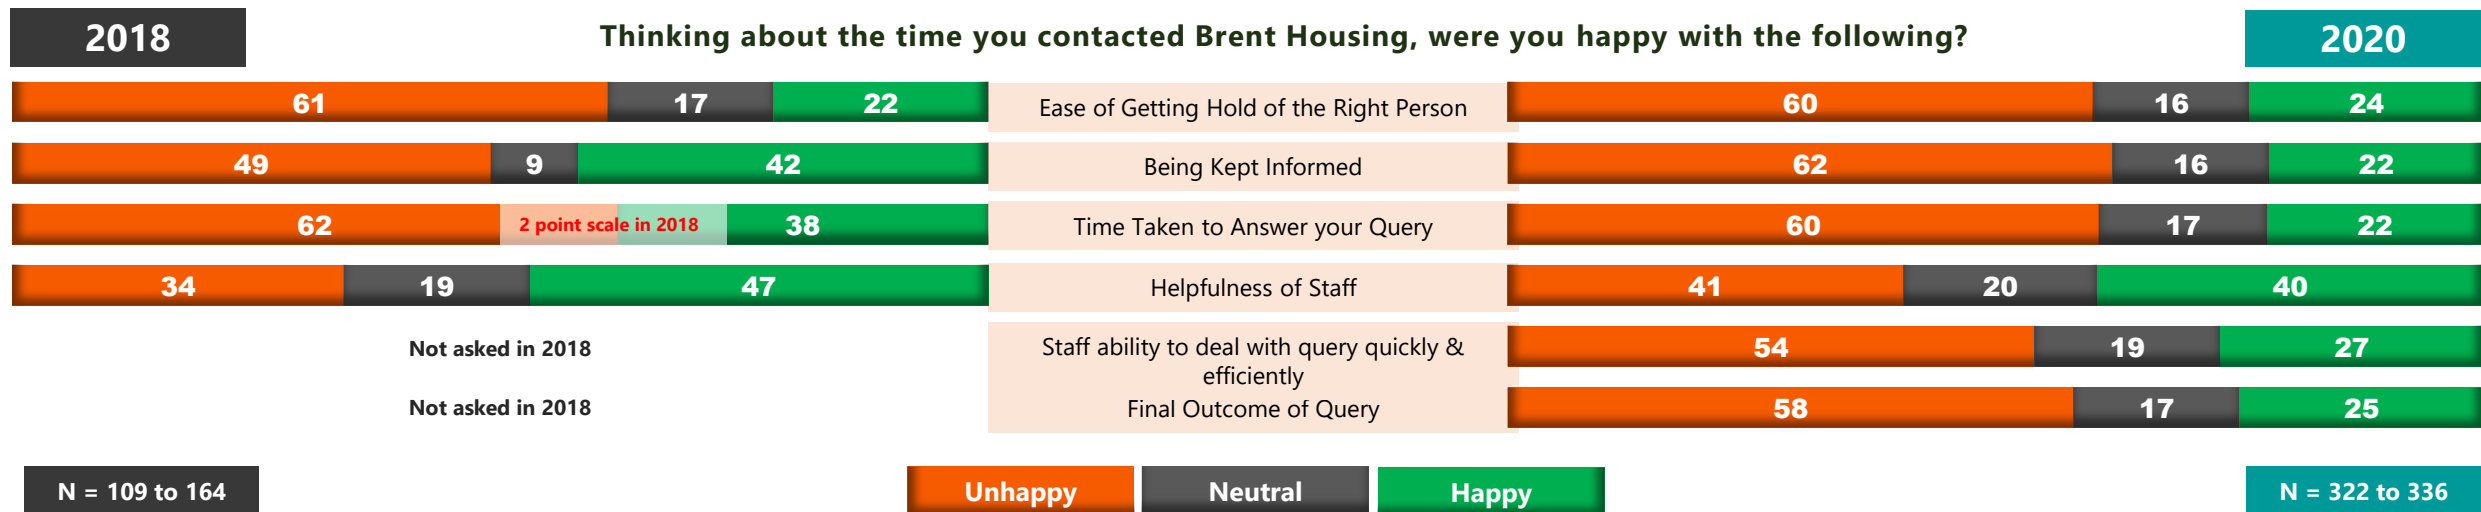 2018
Thinking about the time you contacted Brent Housing, were you happy with the following?
2020
61 17 22
Ease of Getting Hold of the Right Person
60 16 24
49 9 42
Being Kept Informed
62 16 22
62 2 point scale in 2018 38
Time Taken to Answer your Query
60 17 22
34 19 47
Helpfulness of Staff
41 20 40
Not asked in 2018
Staff ability to deal with query quickly &
efficiently
54 19 27
Not asked in 2018
Final Outcome of Query
58 17 25
N = 109 to 164
Unhappy
Neutral
Happy
N = 322 to 336